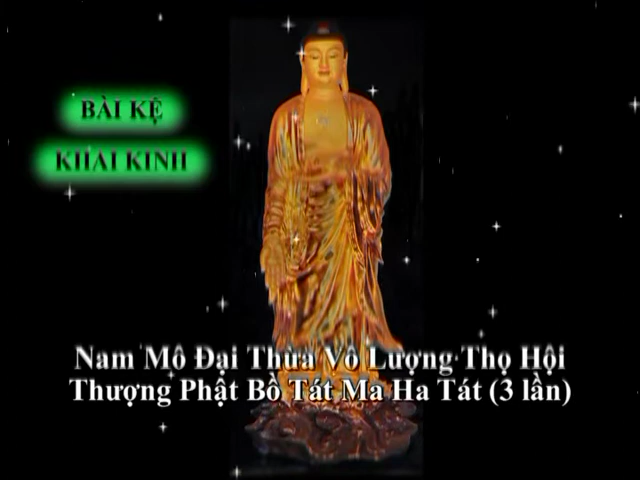 BÀI KỆ
KHAI KINH
Nam Mô Đại Thừa Vô Lượng Thọ Hội
Thượng Phật Bồ Tát Ma Ha Tát (3 lần)